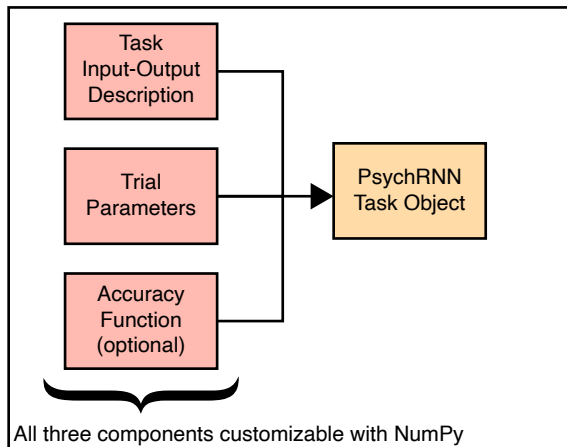 Task
Input-Output
Description
Trial
Parameters
PsychRNN
Task Object
Accuracy
Function
(optional)
All three components customizable with NumPy